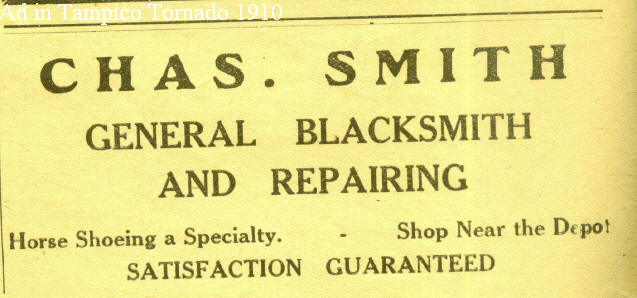 Ad in Tampico Tornado 1910
CHAS. SMITH
GENERAL BLACKSMITH
AND REPAIRING
Horse Shoeing a Specialty. - Shop Near the Depot
SATISFACTION GUARANTEED